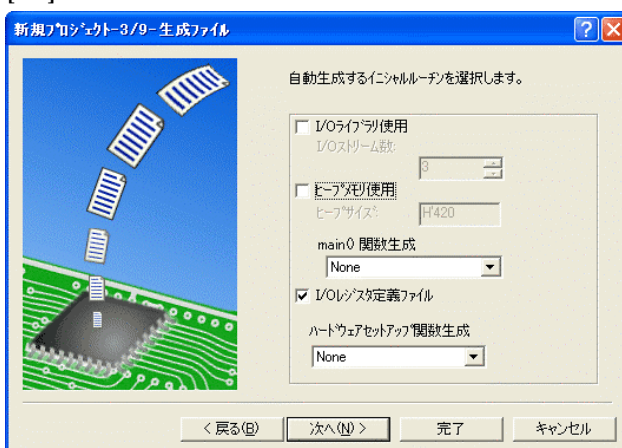 新規プロジェクト-3/9-生成ファイル
自動生成するイニシャルルーチンを選択します。
I/Oライブラリ使用
I/Oストリーム数:
3
ヒープメモリ使用
ヒープサイズ:
H'420
main() 関数生成
None
I/Oレジスタ定義ファイル
ハードウェアセットアップ関数生成
None
< 戻る(B)
次へ(N) >
完了
キャンセル